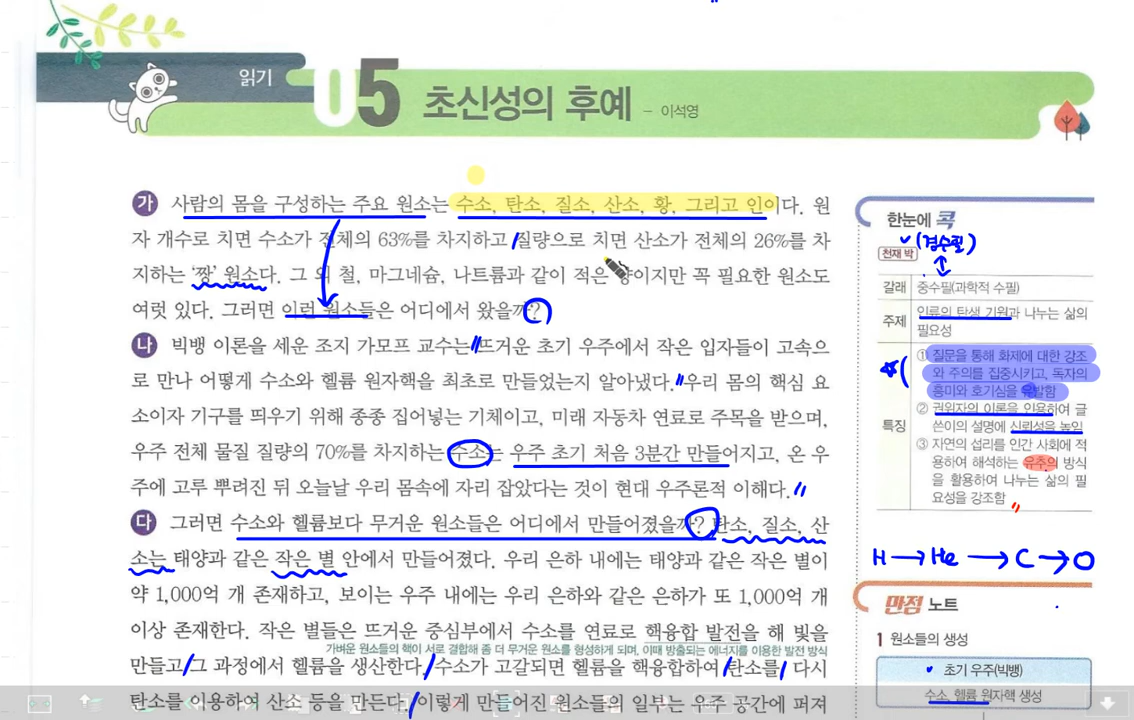 읽기
05 초신성의 후예 - 이석영
가 사람의 몸을 구성하는 주요 원소는 수소, 탄소, 질소, 산소, 황, 그리고 인이다. 원
자 개수로 치면 수소가 전체의 63%를 차지하고 질량으로 치면 산소가 전체의 26%를 차
지하는 '짱' 원소다. 그 외 철, 마그네슘, 나트륨과 같이 적은 양이지만 꼭 필요한 원소도
여럿 있다. 그러면 이런 원소들은 어디에서 왔을까?
나 빅뱅 이론을 세운 조지 가모프 교수는 뜨거운 초기 우주에서 작은 입자들이 고속으
로 만나 어떻게 수소와 헬륨 원자핵을 최초로 만들었는지 알아냈다. 우리 몸의 핵심 요
소이자 기구를 띄우기 위해 종종 집어넣는 기체이고, 미래 자동차 연료로 주목을 받으며,
우주 전체 물질 질량의 70%를 차지하는 수소는 우주 초기 처음 3분간 만들어지고, 온 우
주에 고루 뿌려진 뒤 오늘날 우리 몸속에 자리 잡았다는 것이 현대 우주론적 이해다.
다 그러면 수소와 헬륨보다 무거운 원소들은 어디에서 만들어졌을까? 탄소, 질소, 산
소는 태양과 같은 작은 별 안에서 만들어졌다. 우리 은하 내에는 태양과 같은 작은 별이
약 1,000억 개 존재하고, 보이는 우주 내에는 우리 은하와 같은 은하가 또 1,000억 개
이상 존재한다. 작은 별들은 뜨거운 중심부에서 수소를 연료로 핵융합 발전을 해 빛을
가벼운 원소들의 핵이 서로 결합해 좀 더 무거운 원소를 형성하게 되며, 이때 방출되는 에너지를 이용한 발전 방식
만들고 그 과정에서 헬륨을 생산한다. 수소가 고갈되면 헬륨을 핵융합하여 탄소를 다시
탄소를 이용하여 산소 등을 만든다. 이렇게 만들어진 원소들의 일부는 우주 공간에 퍼져
한눈에 콕
천재 박 (경수필)
갈래 중수필(과학적 수필)
주제 인류의 탄생 기원과 나누는 삶의
필요성
특징 ① 질문을 통해 화제에 대한 강조
와 주의를 집중시키고, 독자의
흥미와 호기심을 유발함
② 권위자의 이론을 인용하여 글
쓴이의 설명에 신뢰성을 높임
③ 자연의 섭리를 인간 사회에 적
용하여 해석하는 유추의 방식
을 활용하여 나누는 삶의 필
요성을 강조함
H → He → C → O
만점 노트
1 원소들의 생성
초기 우주(빅뱅)
수소, 헬륨 원자핵 생성